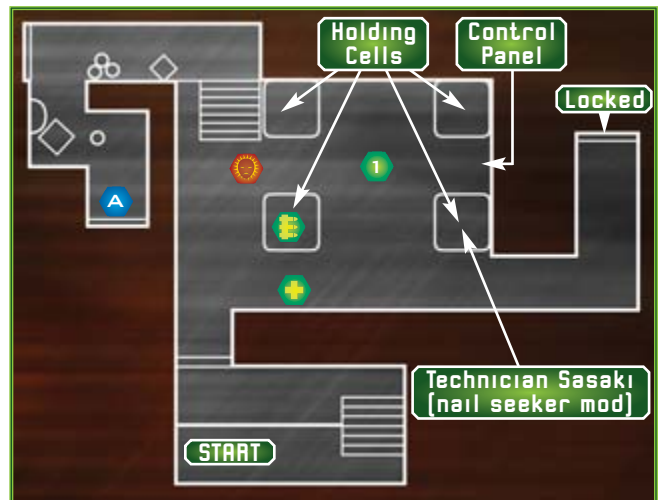 Holding
Cells
Control
Panel
Locked
1
A
Technician Sasaki
(nail seeker mod)
START